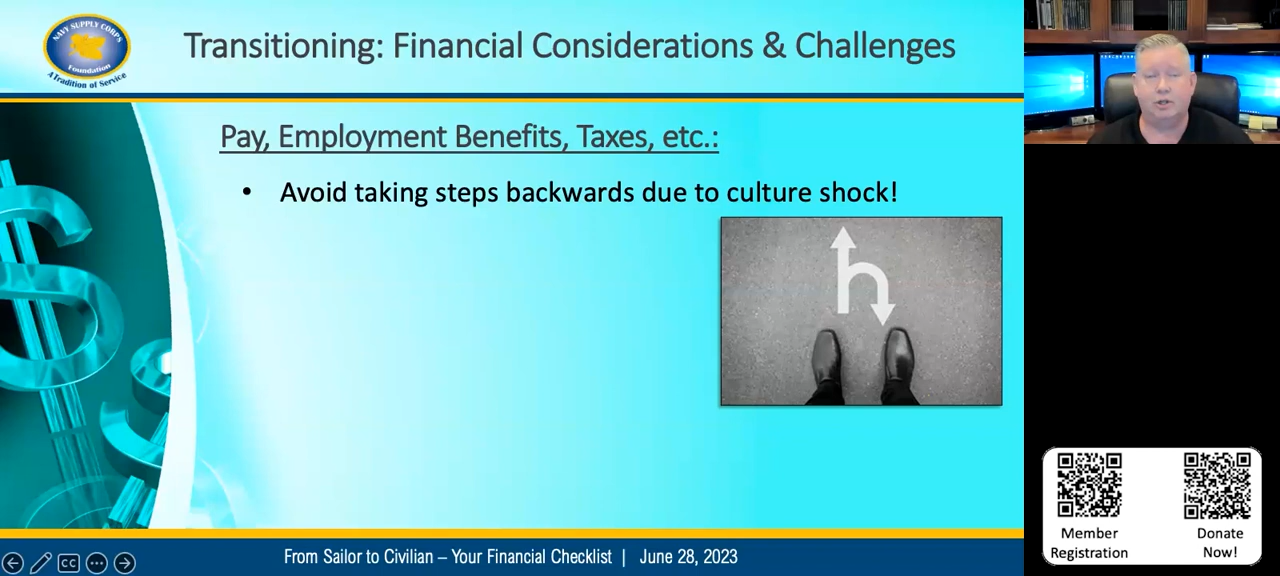 NAVY SUPPLY CORPS
Foundation
A Tradition of Service
Transitioning: Financial Considerations & Challenges
Pay, Employment Benefits, Taxes, etc.:
• Avoid taking steps backwards due to culture shock!
Member
Registration
Donate
Now!
CC
From Sailor to Civilian – Your Financial Checklist | June 28, 2023